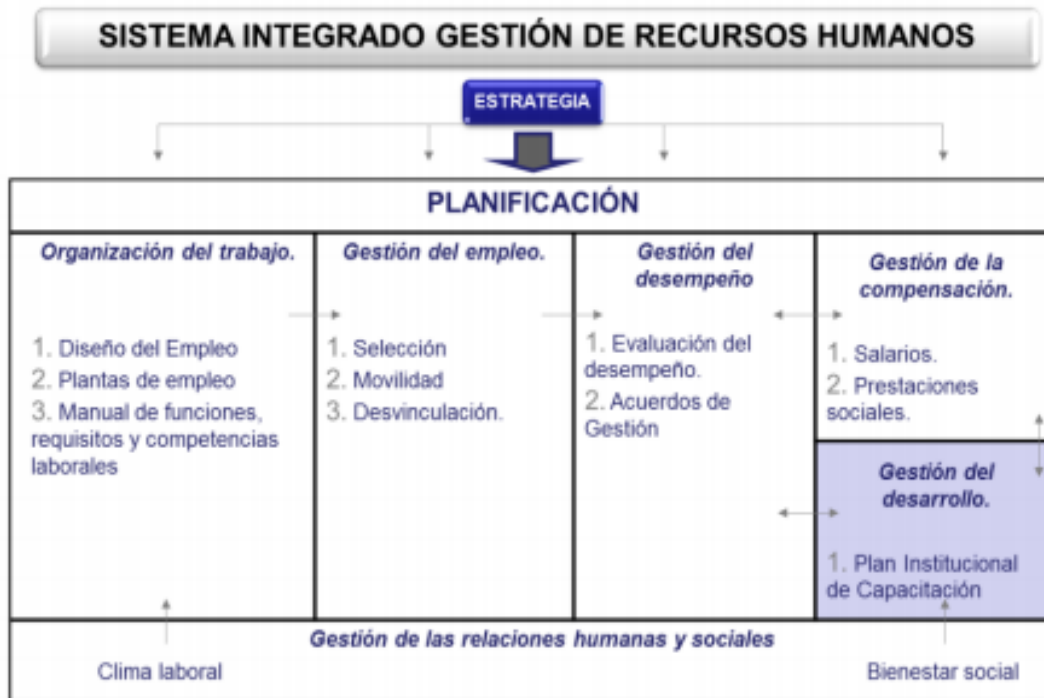 SISTEMA INTEGRADO GESTIÓN DE RECURSOS HUMANOS
ESTRATEGIA
PLANIFICACIÓN
Organización del trabajo.
1. Diseño del Empleo
2. Plantas de empleo
3. Manual de funciones,
requisitos y competencias
laborales
Gestión del empleo.
1. Selección
2. Movilidad
3. Desvinculación.
Gestión del
desempeño
1. Evaluación del
desempeño.
2. Acuerdos de
Gestión
Gestión de la
compensación.
1. Salarios.
2. Prestaciones
sociales.
Gestión del
desarrollo.
1. Plan Institucional
de Capacitación
Gestión de las relaciones humanas y sociales
Clima laboral
Bienestar social